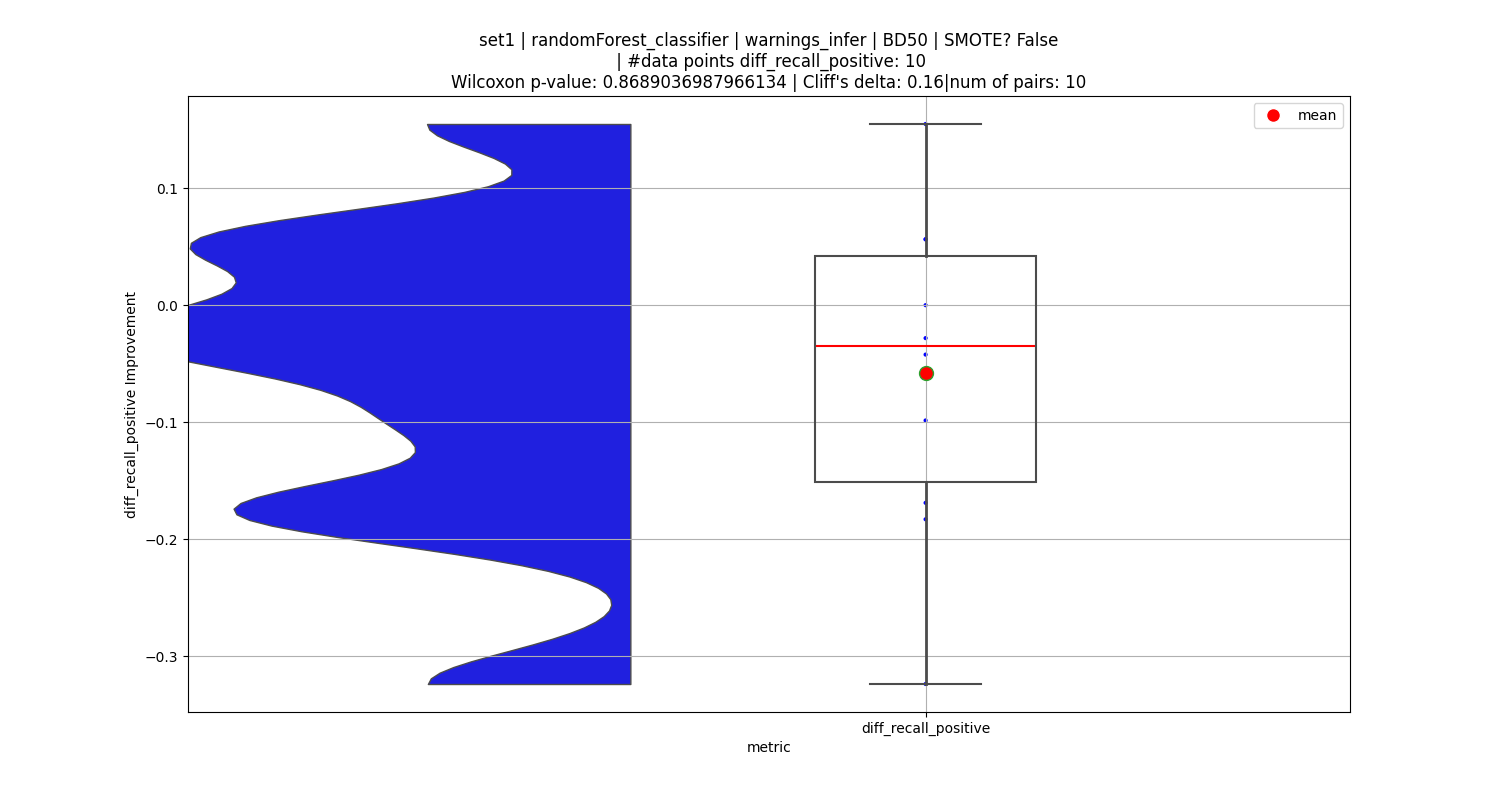 set1 | randomForest_classifier | warnings_infer | BD50 | SMOTE? False
| #data points diff_recall_positive: 10
Wilcoxon p-value: 0.8689036987966134 | Cliff's delta: 0.16|num of pairs: 10
mean
0.1
0.0
−0.1
−0.2
−0.3
diff_recall_positive Improvement
diff_recall_positive
metric